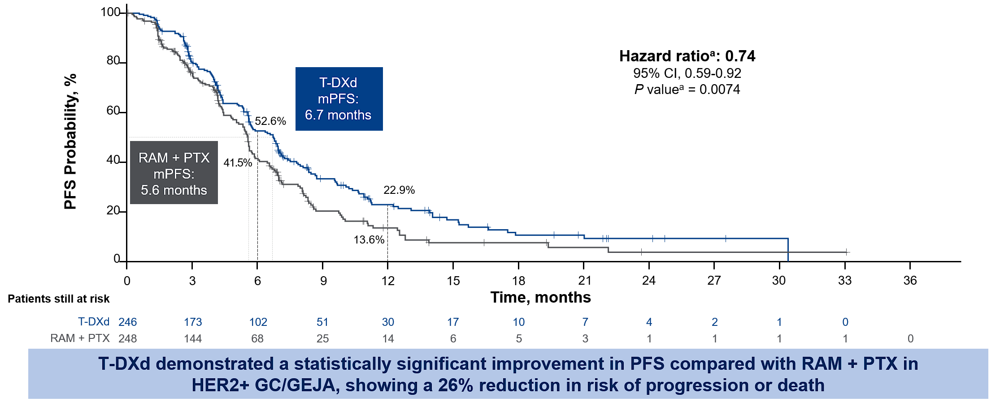 100
80
60
40
20
0
PFS Probability, %
Hazard ratioᵃ: 0.74
95% CI, 0.59-0.92
P valueᵃ = 0.0074
T-DXd
mPFS:
6.7 months
52.6%
RAM + PTX
mPFS:
5.6 months
41.5%
22.9%
13.6%
0 3 6 9 12 15 18 21 24 27 30 33 36
Time, months
Patients still at risk
T-DXd 246 173 102 51 30 17 10 7 4 2 1 0
RAM + PTX 248 144 68 25 14 6 5 3 1 1 1 1 0
T-DXd demonstrated a statistically significant improvement in PFS compared with RAM + PTX in
HER2+ GC/GEJA, showing a 26% reduction in risk of progression or death